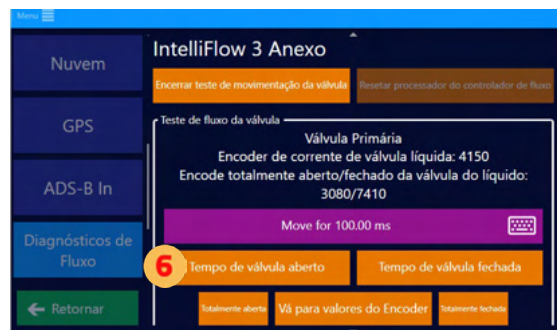 Menu
IntelliFlow 3 Anexo
Nuvem
Encerrar teste de movimentação da válvula
Resetar processador do controlador de fluxo
GPS
Teste de fluxo da válvula
Válvula Primária
Encoder de corrente de válvula líquida: 4150
Encode totalmente aberto/fechado da válvula do líquido:
3080/7410
ADS-B In
Move for 100.00 ms
Diagnósticos de
Fluxo
6
Tempo de válvula aberto
Tempo de válvula fechada
Retornar
Totalmente aberta
Vá para valores do Encoder
Totalmente fechada